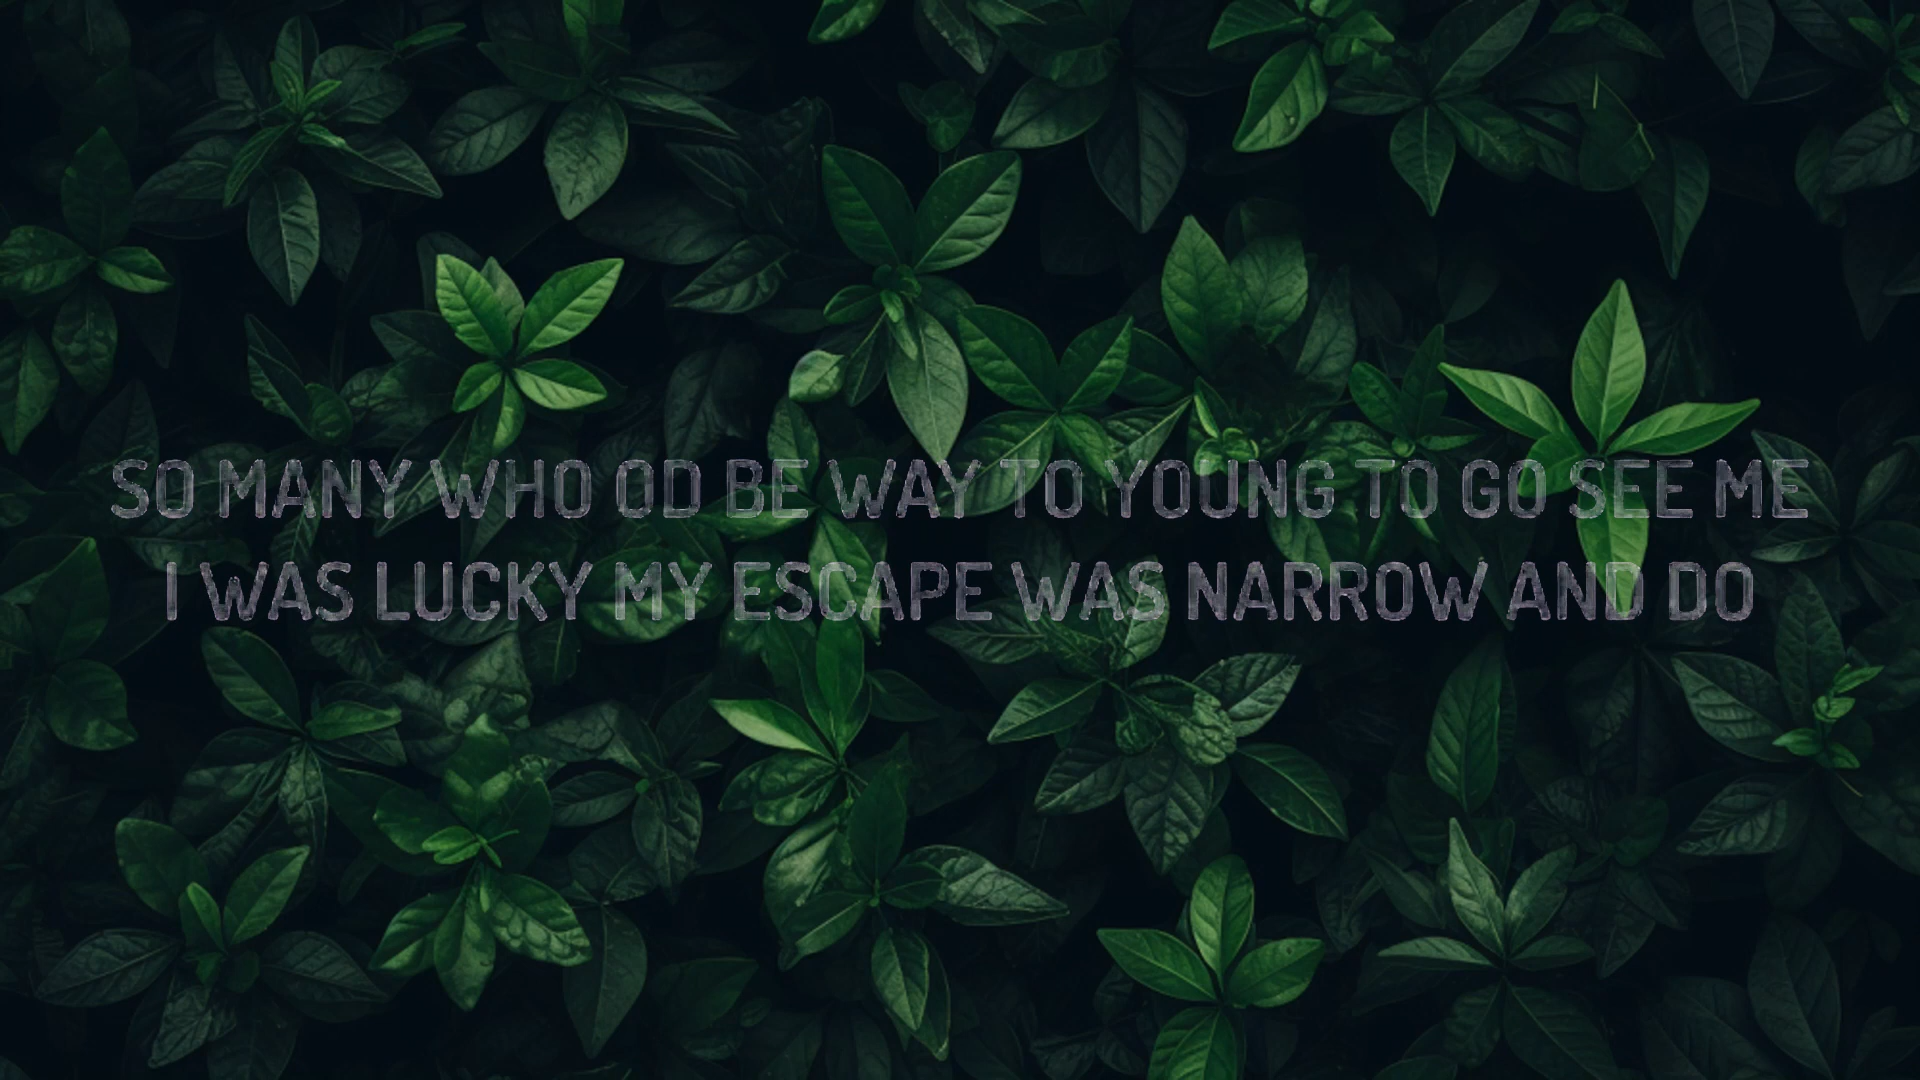 SO MANY WHO OD BE WAY TO YOUNG TO GO SEE ME
I WAS LUCKY MY ESCAPE WAS NARROW AND DO